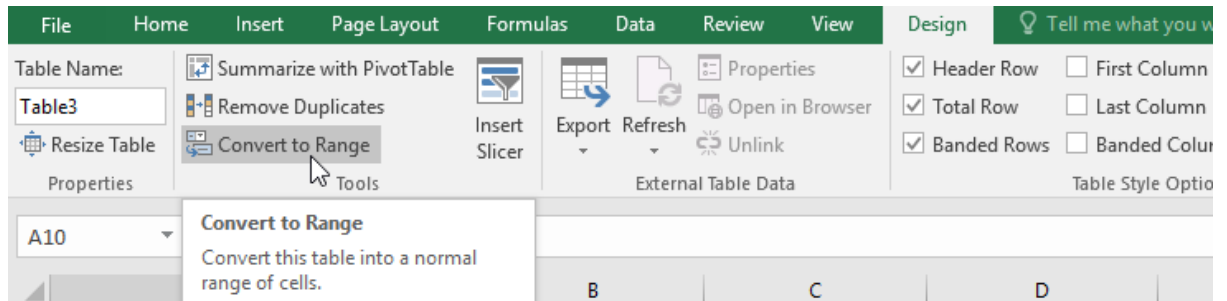 File Home Insert Page Layout Formulas Data Review View Design Tell me what you w
Table Name: Summarize with PivotTable Properties Header Row First Column
Table3 Remove Duplicates Insert Slicer Export Refresh Open in Browser Total Row Last Column
Resize Table Convert to Range Unlink Banded Rows Banded Colu
Properties Tools External Table Data Table Style Optio
A10
Convert to Range
Convert this table into a normal
range of cells.
B C D